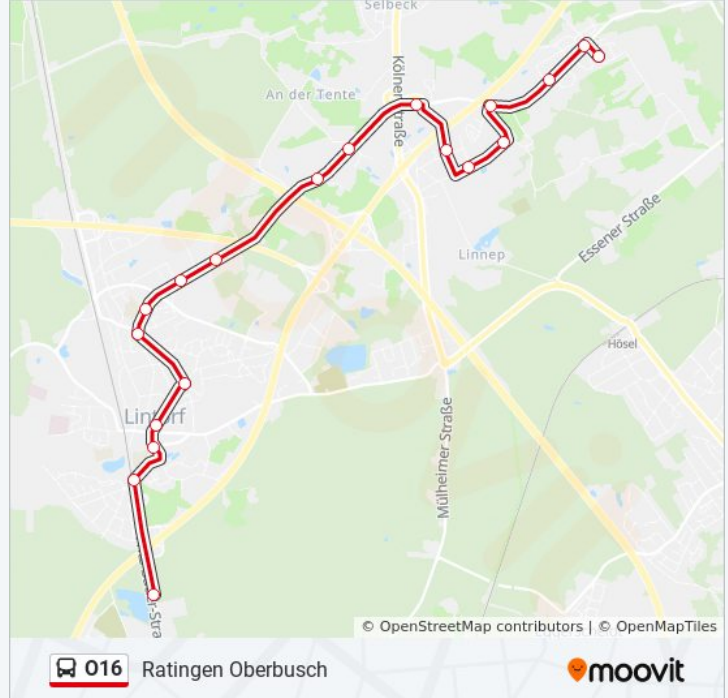 Selbeck
An der Tente
Kölner Straße
Essener Straße
Linnep
Hösel
Lintorf
Mülheimer Straße
© OpenStreetMap contributors | © OpenMapTiles
O16 Ratingen Oberbusch
moovit